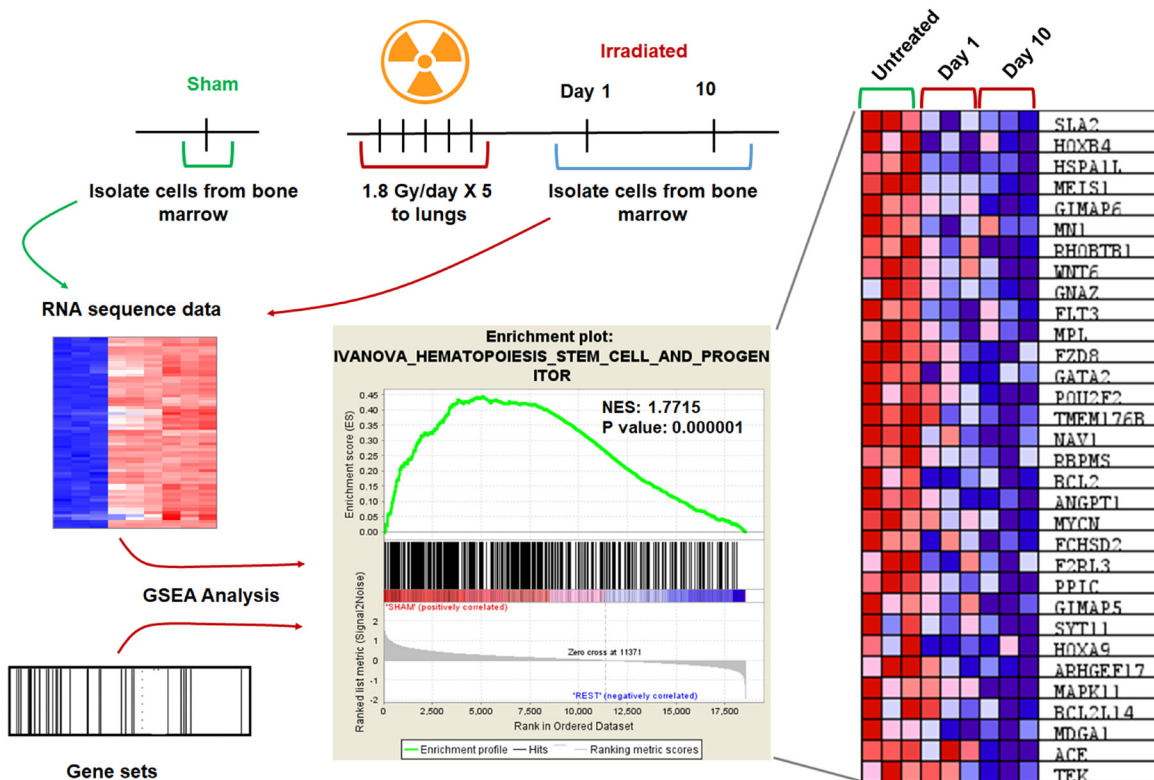 Sham
Irradiated
Day 1
10
Isolate cells from bone
marrow
1.8 Gy/day X 5
to lungs
Isolate cells from bone
marrow
RNA sequence data
GSEA Analysis
Gene sets
Enrichment plot:
IVANOVA_HEMATOPOIESIS_STEM_CELL_AND_PROGEN
ITOR
NES: 1.7715
P value: 0.000001
Enrichment score (ES)
0.45
0.40
0.35
0.30
0.25
0.20
0.15
0.10
0.05
0.00
'SHAM' (positively correlated)
Ranked list metric (Signal2Noise)
2
1
0
-1
-2
Zero cross at 11371
'REST' (negatively correlated)
0 2,500 5,000 7,500 10,000 12,500 15,000 17,500
Rank in Ordered Dataset
Enrichment profile Hits Ranking metric scores
Untreated
Day 1
Day 10
SLA2
HOXB4
HSPA1L
MEIS1
GIMAP6
MN1
RHOBTB1
WNT6
GNAZ
FLT3
MPL
FZD8
GATA2
POU2F2
TMEM176B
NAV1
RBPMS
BCL2
ANGPT1
MYCN
FCHSD2
F2RL3
PPIC
GIMAP5
SYT11
HOXA9
ARHGEF17
MAPK11
BCL2L14
MDGA1
ACE
TEK